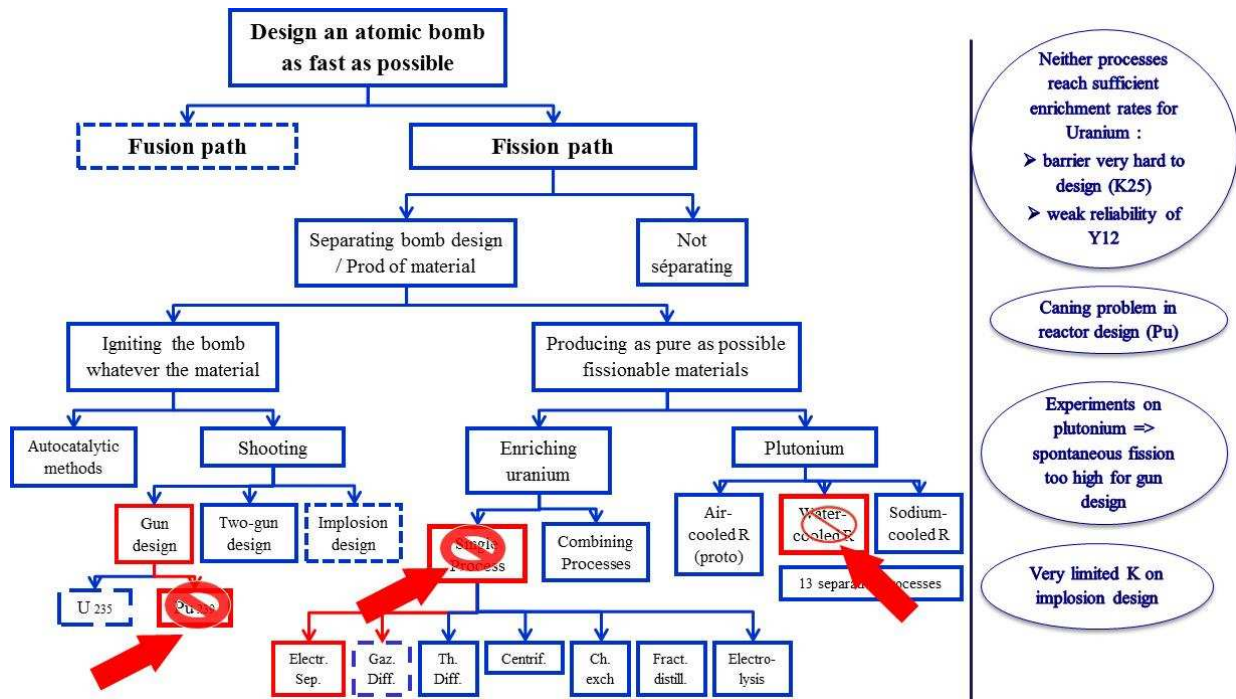 Design an atomic bomb
as fast as possible
Fusion path
Fission path
Separating bomb design
/ Prod of material
Not
séparating
Igniting the bomb
whatever the material
Producing as pure as possible
fissionable materials
Autocatalytic
methods
Shooting
Enriching
uranium
Plutonium
Gun
design
Two-gun
design
Implosion
design
Single
Process
Combining
Processes
Air-
cooled R
(proto)
Water-
cooled R
Sodium-
cooled R
13 processes
U 235
Pu 239
Electr.
Sep.
Gaz.
Diff.
Th.
Diff.
Centrif.
Ch.
exch
Fract.
distill.
Electro-
lysis
Neither processes
reach sufficient
enrichment rates for
Uranium :
➢ barrier very hard to
design (K25)
➢ weak reliability of
Y12
Caning problem in
reactor design (Pu)
Experiments on
plutonium =>
spontaneous fission
too high for gun
design
Very limited K on
implosion design